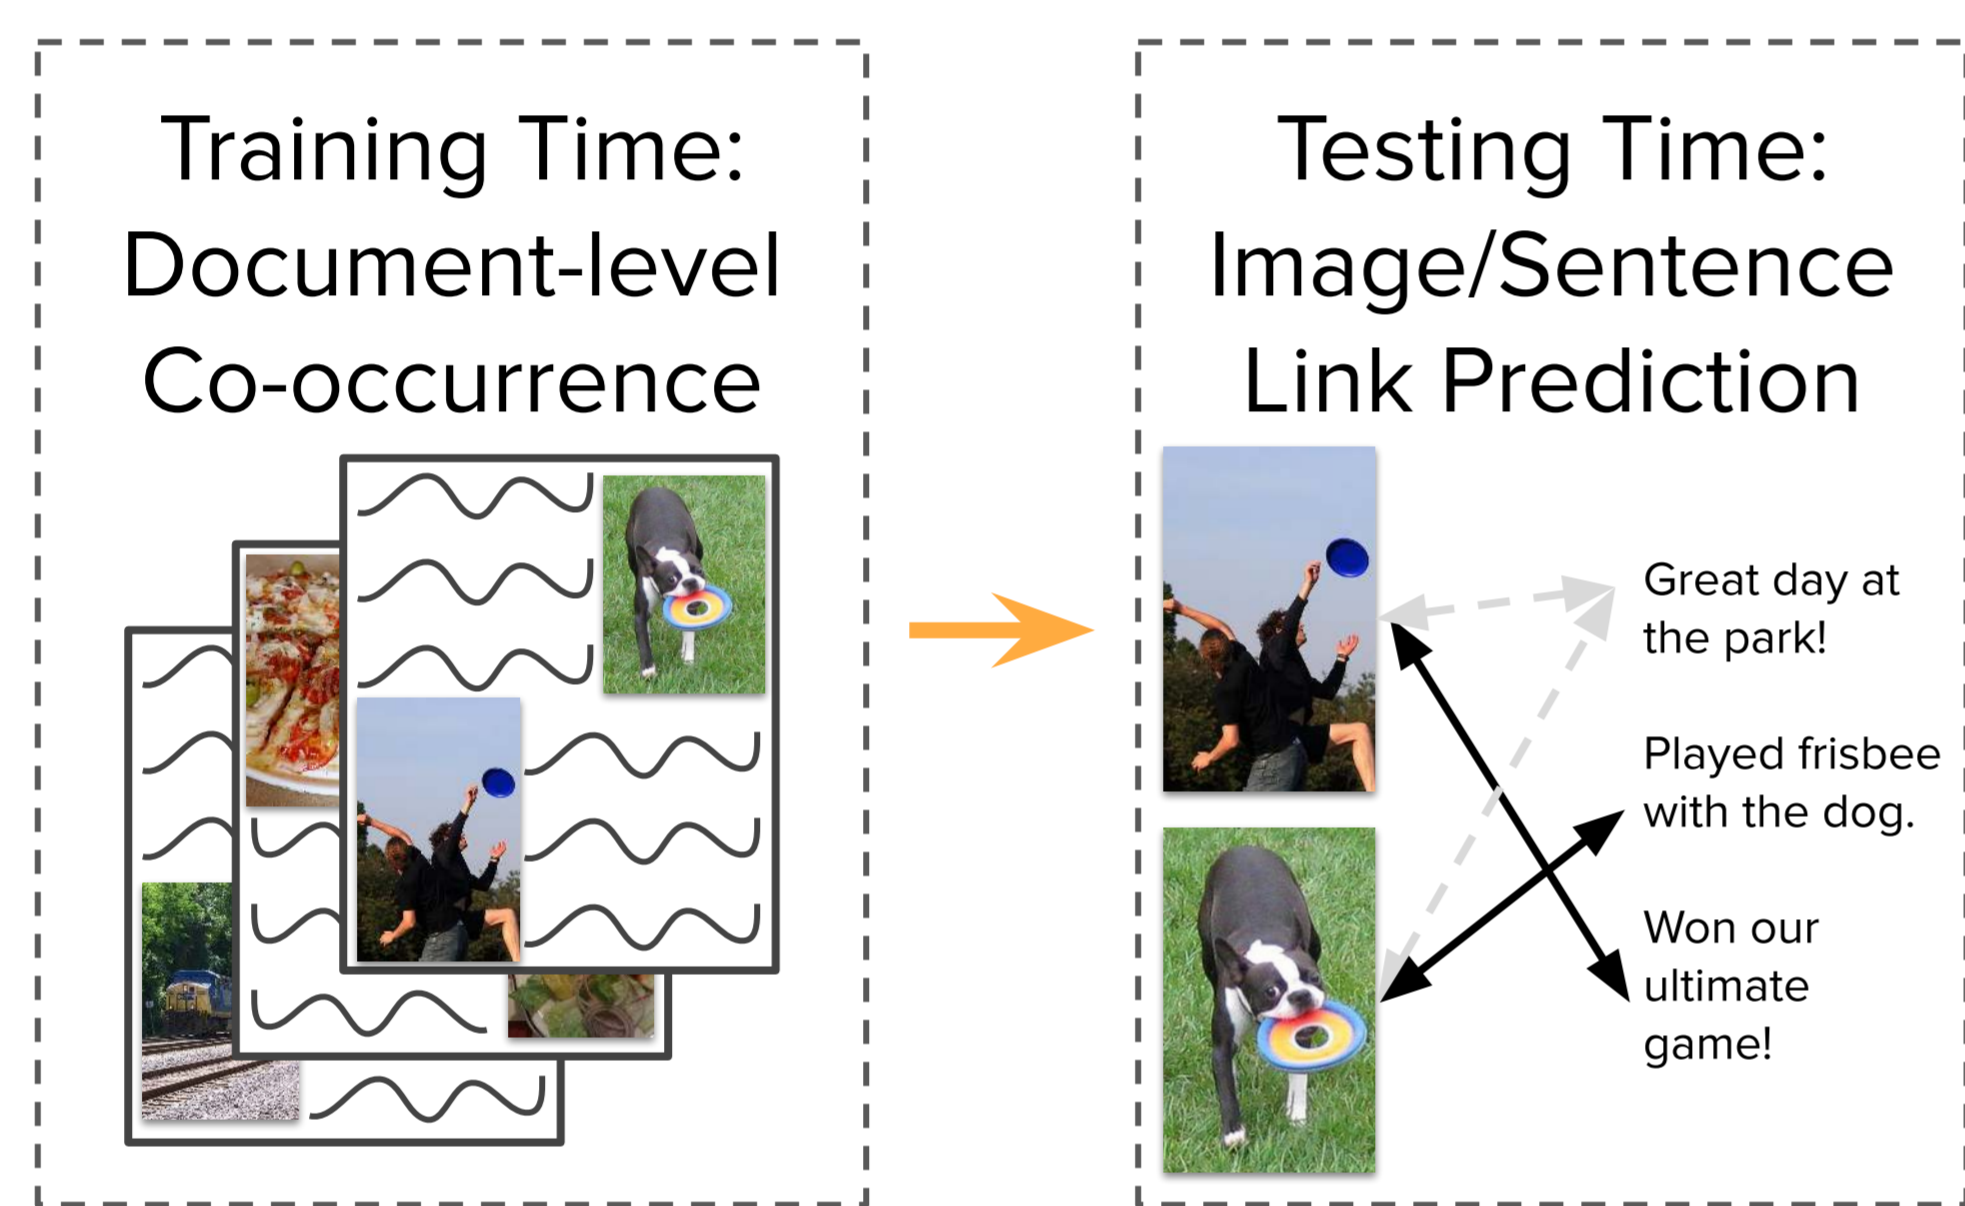 Training Time:
Document-level
Co-occurrence
Testing Time:
Image/Sentence
Link Prediction
Great day at
the park!
Played frisbee
with the dog.
Won our
ultimate
game!